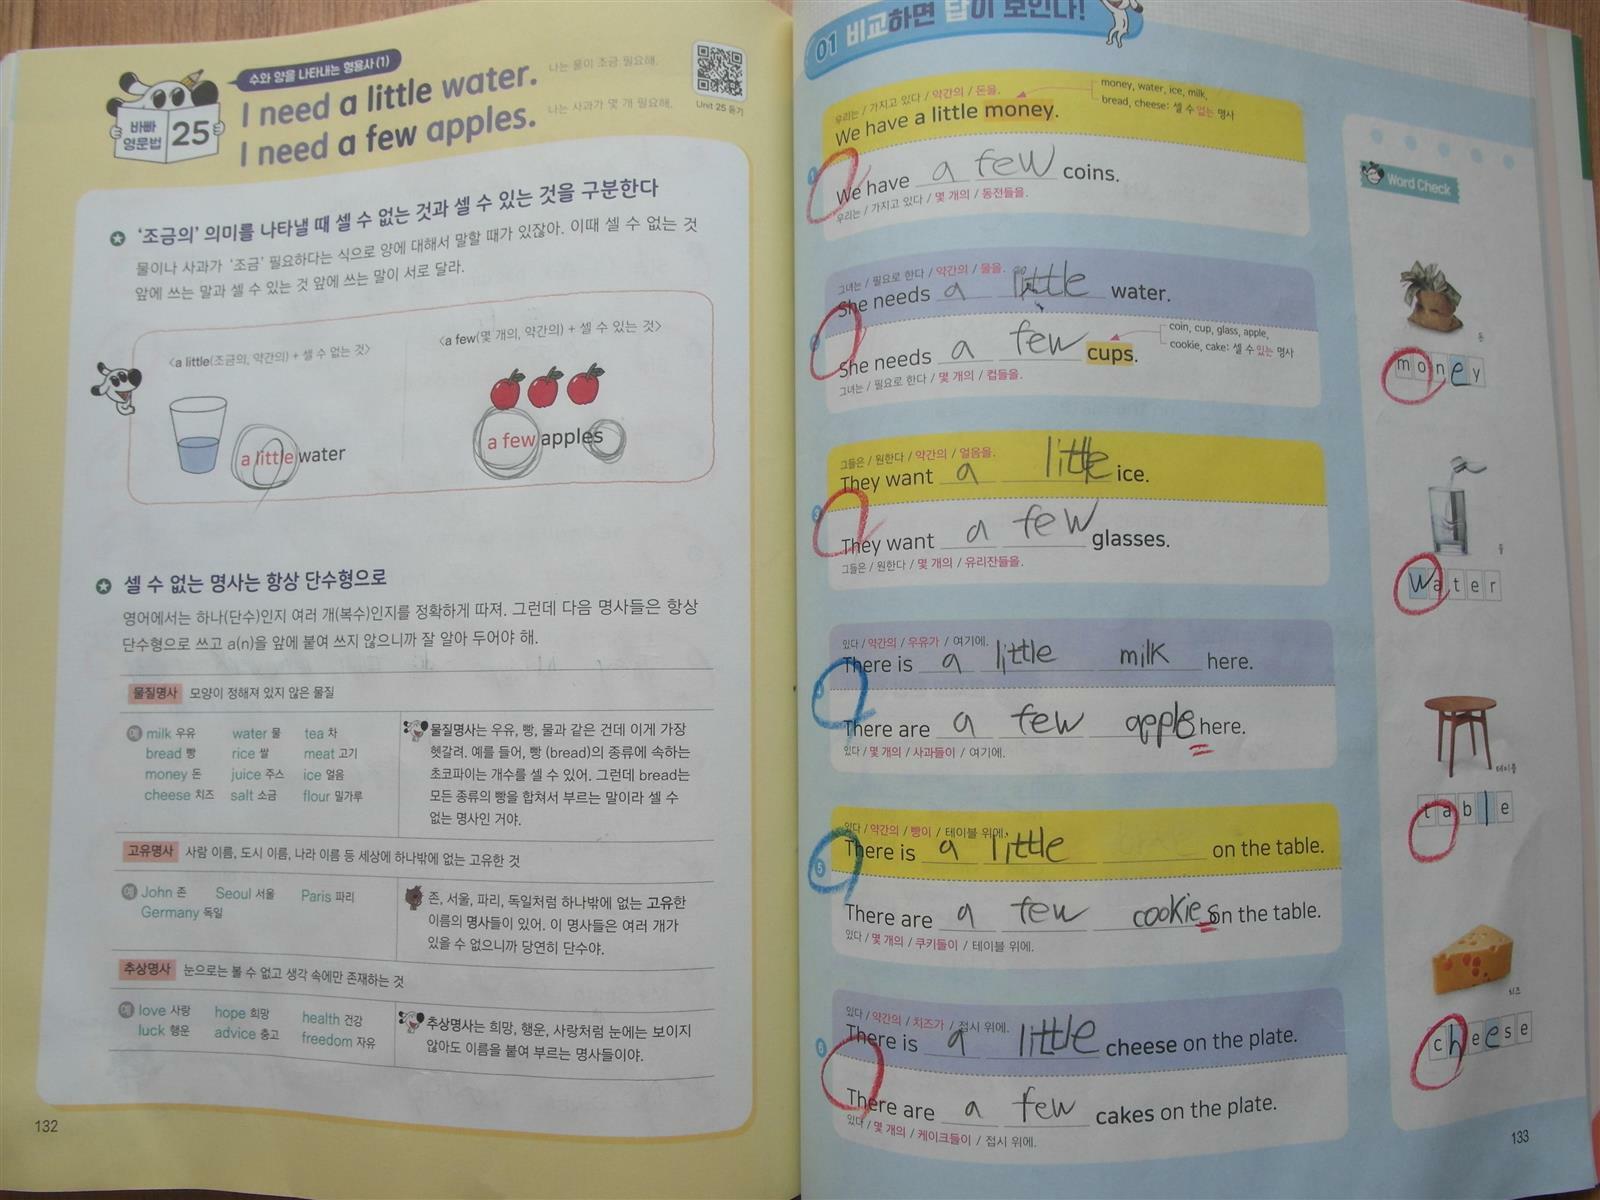 수와 양을 나타내는 형용사 (1)
바빠 영문법 25
I need a little water. 나는 물이 조금 필요해.
I need a few apples. 나는 사과가 몇 개 필요해.
Unit 25 듣기
'조금의' 의미를 나타낼 때 셀 수 없는 것과 셀 수 있는 것을 구분한다
물이나 사과가 '조금' 필요하다는 식으로 양에 대해서 말할 때가 있잖아. 이때 셀 수 없는 것
앞에 쓰는 말과 셀 수 있는 것 앞에 쓰는 말이 서로 달라.
<a little(조금의, 약간의) + 셀 수 없는 것>
<a few(몇 개의, 약간의) + 셀 수 있는 것>
a little water
a few apples
셀 수 없는 명사는 항상 단수형으로
영어에서는 하나(단수)인지 여러 개(복수)인지를 정확하게 따져. 그런데 다음 명사들은 항상
단수형으로 쓰고 a(n)을 앞에 붙여 쓰지 않으니까 잘 알아 두어야 해.
물질명사 모양이 정해져 있지 않은 물질
예 milk 우유 water 물 tea 차
bread 빵 rice 쌀 meat 고기
money 돈 juice 주스 ice 얼음
cheese 치즈 salt 소금 flour 밀가루
물질명사는 우유, 빵, 물과 같은 건데 이게 가장
헷갈려. 예를 들어, 빵 (bread)의 종류에 속하는
초코파이는 개수를 셀 수 있어. 그런데 bread는
모든 종류의 빵을 합쳐서 부르는 말이라 셀 수
없는 명사인 거야.
고유명사 사람 이름, 도시 이름, 나라 이름 등 세상에 하나밖에 없는 고유한 것
예 John 존 Seoul 서울 Paris 파리
Germany 독일
존, 서울, 파리, 독일처럼 하나밖에 없는 고유한
이름의 명사들이 있어. 이 명사들은 여러 개가
있을 수 없으니까 당연히 단수야.
추상명사 눈으로는 볼 수 없고 생각 속에만 존재하는 것
예 love 사랑 hope 희망 health 건강
luck 행운 advice 충고 freedom 자유
추상명사는 희망, 행운, 사랑처럼 눈에는 보이지
않아도 이름을 붙여 부르는 명사들이야.
132
01 비교하면 답이 보인다!
우리는 / 가지고 있다 / 약간의 / 돈을.
We have a little money.
money, water, ice, milk,
bread, cheese: 셀 수 없는 명사
1
We have a few coins.
우리는 / 가지고 있다 / 몇 개의 / 동전들을.
그녀는 / 필요로 한다 / 약간의 / 물을.
She needs a little water.
2
She needs a few cups.
coin, cup, glass, apple,
cookie, cake: 셀 수 있는 명사
그녀는 / 필요로 한다 / 몇 개의 / 컵들을.
그들은 / 원한다 / 약간의 / 얼음을.
They want a little ice.
3
They want a few glasses.
그들은 / 원한다 / 몇 개의 / 유리잔들을.
있다 / 약간의 / 우유가 / 여기에.
There is a little milk here.
4
There are a few apples here.
있다 / 몇 개의 / 사과들이 / 여기에.
있다 / 약간의 / 빵이 / 테이블 위에.
There is a little on the table.
5
There are a few cookies on the table.
있다 / 몇 개의 / 쿠키들이 / 테이블 위에.
있다 / 약간의 / 치즈가 / 접시 위에.
There is a little cheese on the plate.
6
There are a few cakes on the plate.
있다 / 몇 개의 / 케이크들이 / 접시 위에.
Word Check
돈
money
물
water
테이블
table
치즈
cheese
133